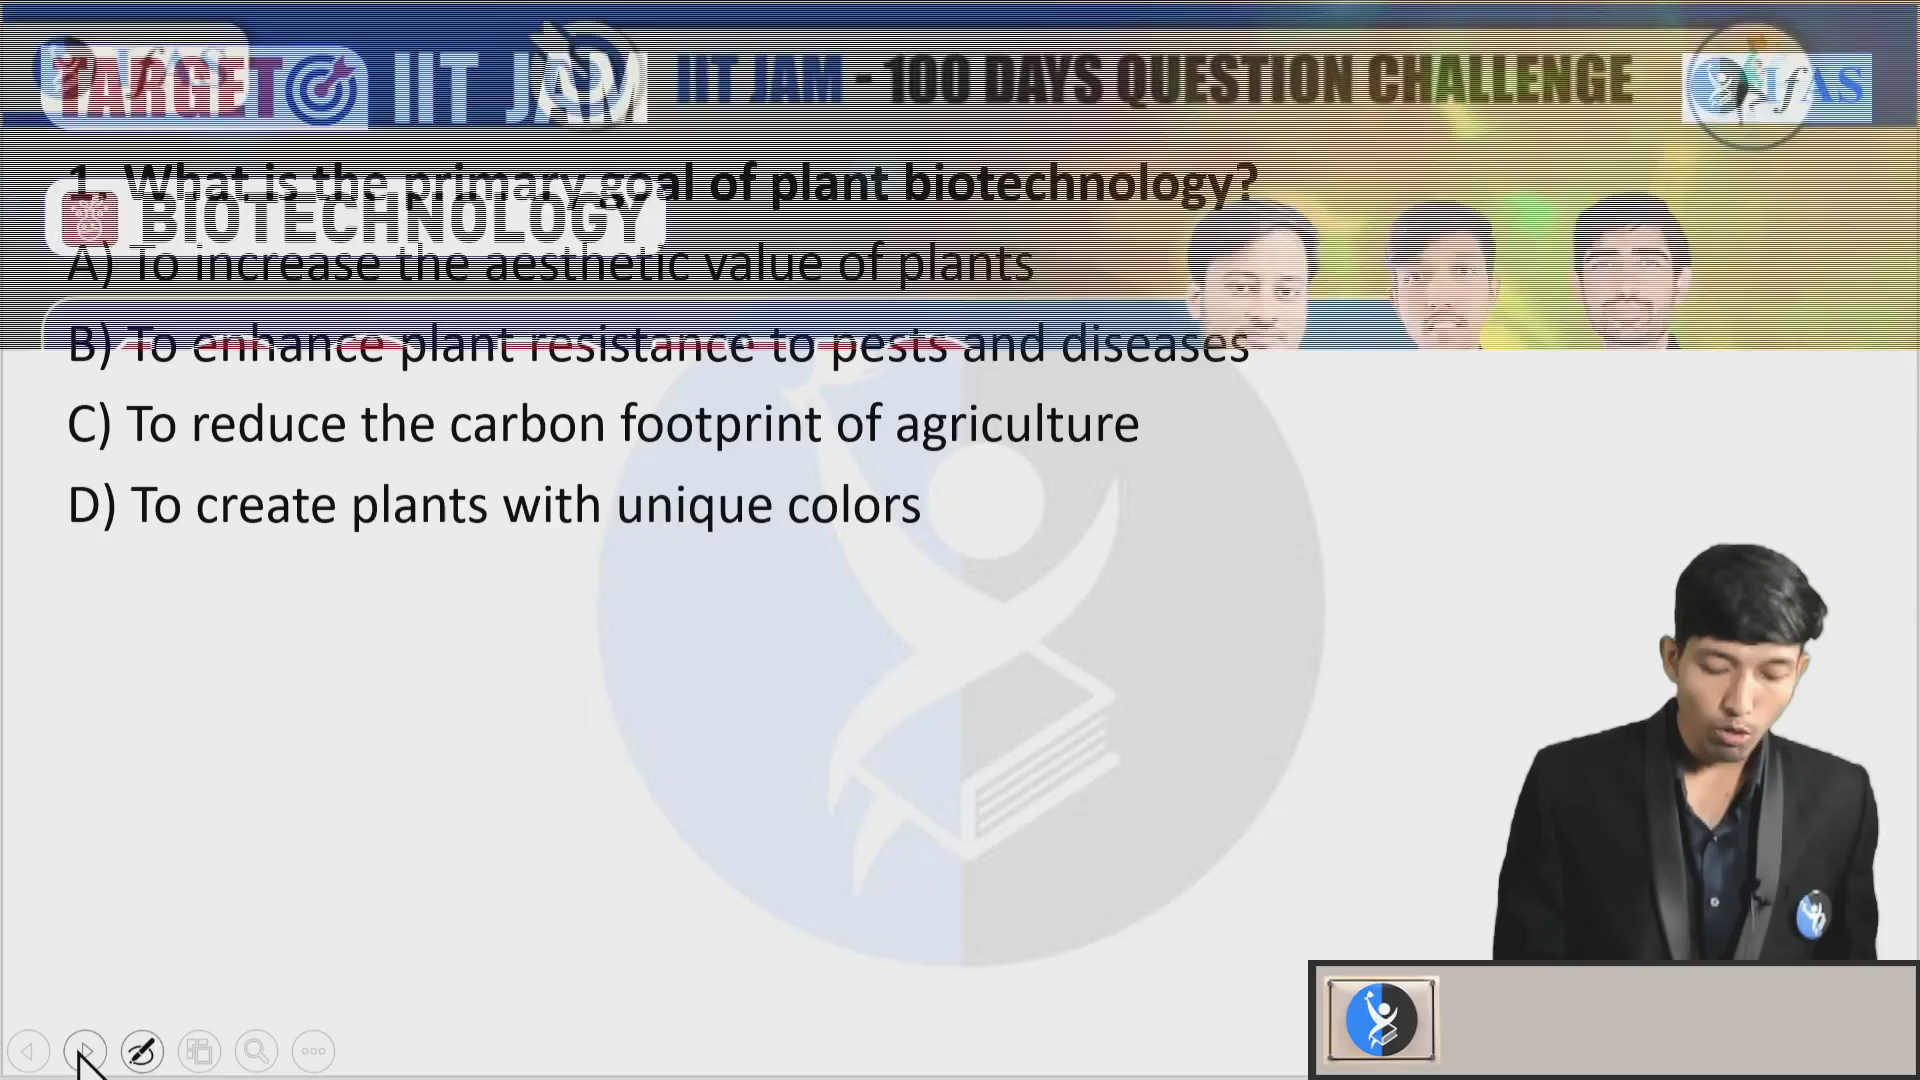 TARGET IIT JAM
IIT JAM - 100 DAYS QUESTION CHALLENGE
IFAS
1. What is the primary goal of plant biotechnology?
BIOTECHNOLOGY
A) To increase the aesthetic value of plants
B) To enhance plant resistance to pests and diseases
C) To reduce the carbon footprint of agriculture
D) To create plants with unique colors